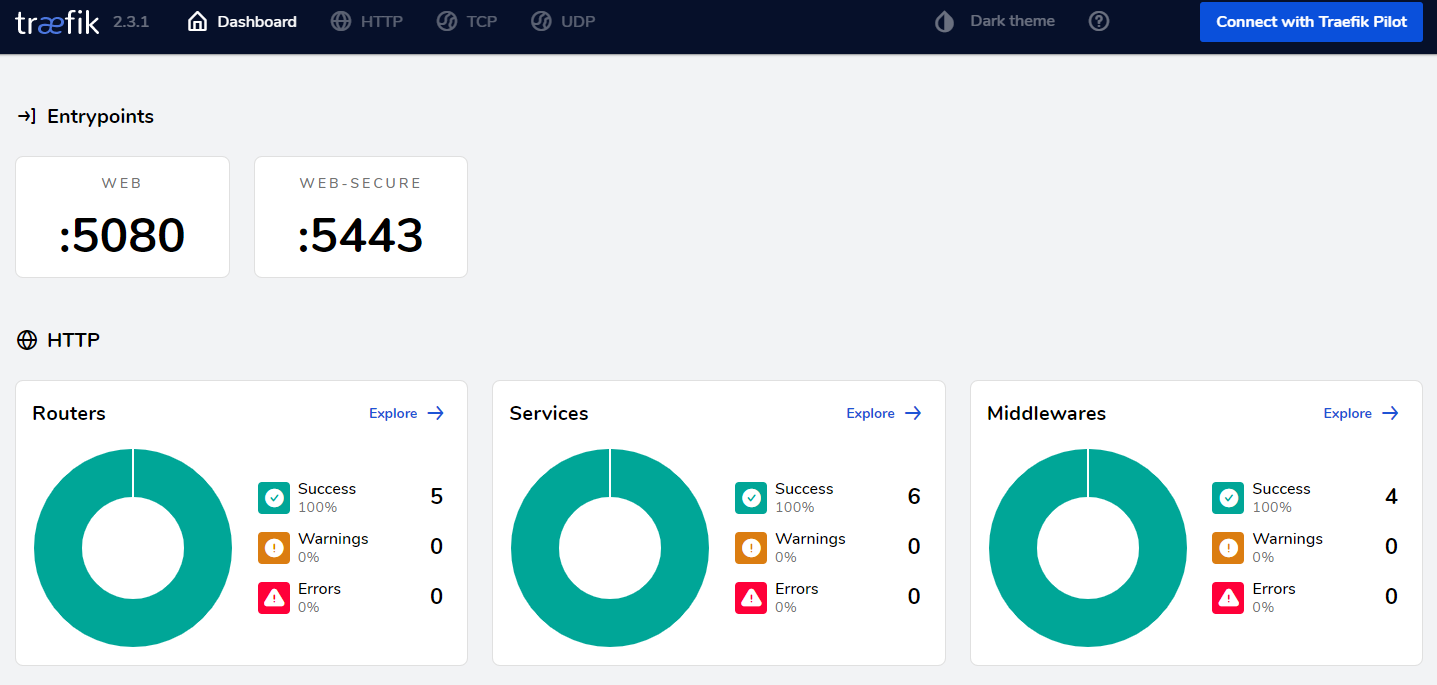 træfik 2.3.1 Dashboard HTTP TCP UDP Dark theme Connect with Traefik Pilot
Entrypoints
WEB
:5080
WEB-SECURE
:5443
HTTP
Routers Explore
Success 5
100%
Warnings 0
0%
Errors 0
0%
Services Explore
Success 6
100%
Warnings 0
0%
Errors 0
0%
Middlewares Explore
Success 4
100%
Warnings 0
0%
Errors 0
0%